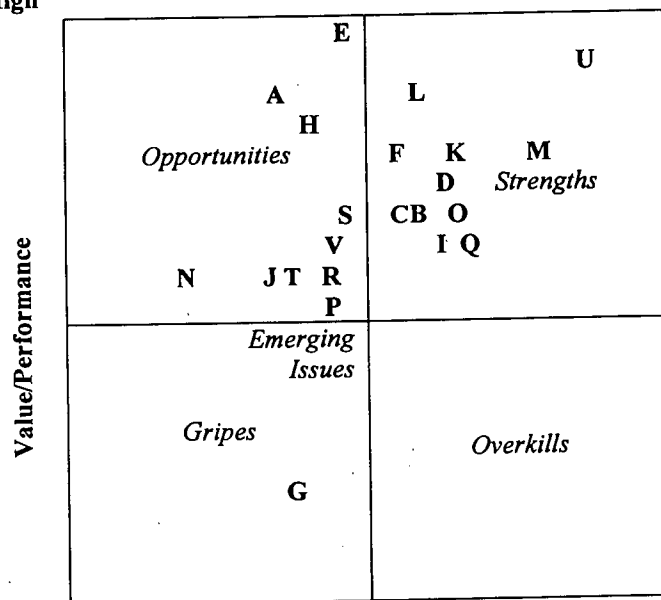 E
U
A
L
H
Opportunities
F K M
D
Strengths
S
CB O
V
I Q
N
J T R
P
Value/Performance
Emerging
Issues
Gripes
Overkills
G